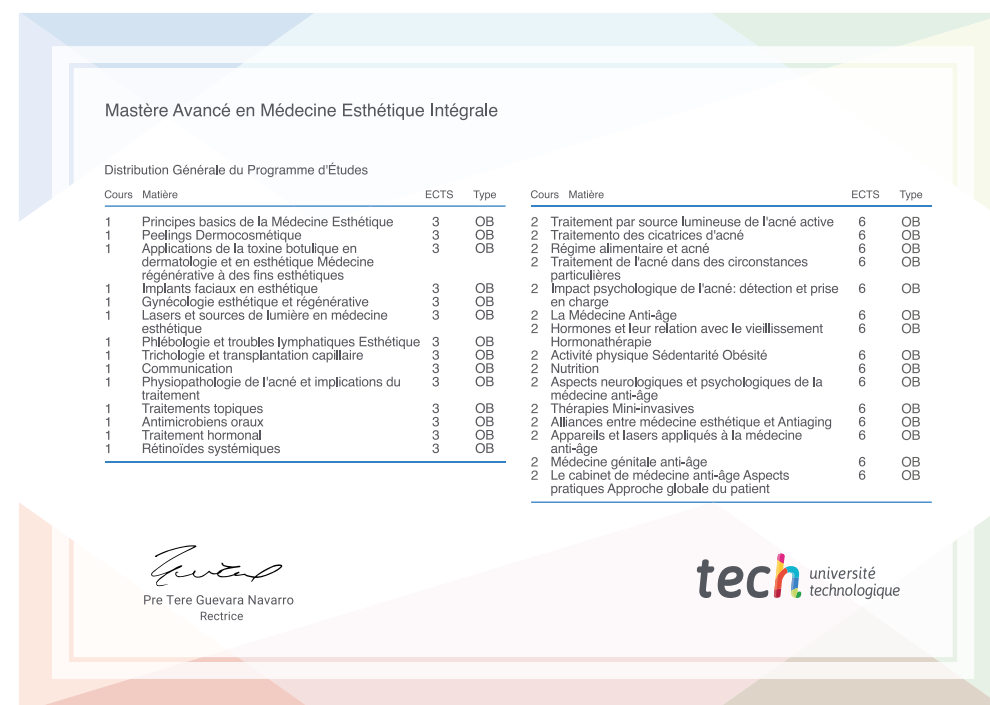 Mastère Avancé en Médecine Esthétique Intégrale
Distribution Générale du Programme d'Études
Cours Matière ECTS Type
1 Principes basics de la Médecine Esthétique 3 OB
1 Peelings Dermocosmétique 3 OB
1 Applications de la toxine botulique en 3 OB
dermatologie et en esthétique Médecine
régénérative à des fins esthétiques
1 Implants faciaux en esthétique 3 OB
1 Gynécologie esthétique et régénérative 3 OB
1 Lasers et sources de lumière en médecine 3 OB
esthétique
1 Phlébologie et troubles lymphatiques Esthétique 3 OB
1 Trichologie et transplantation capillaire 3 OB
1 Communication 3 OB
1 Physiopathologie de l'acné et implications du 3 OB
traitement
1 Traitements topiques 3 OB
1 Antimicrobiens oraux 3 OB
1 Traitement hormonal 3 OB
1 Rétinoïdes systémiques 3 OB
Cours Matière ECTS Type
2 Traitement par source lumineuse de l'acné active 6 OB
2 Traitemento des cicatrices d'acné 6 OB
2 Régime alimentaire et acné 6 OB
2 Traitement de l'acné dans des circonstances 6 OB
particulières
2 Impact psychologique de l'acné: détection et prise 6 OB
en charge
2 La Médecine Anti-âge 6 OB
2 Hormones et leur relation avec le vieillissement 6 OB
Hormonathérapie
2 Activité physique Sédentarité Obésité 6 OB
2 Nutrition 6 OB
2 Aspects neurologiques et psychologiques de la 6 OB
médecine anti-âge
2 Thérapies Mini-invasives 6 OB
2 Alliances entre médecine esthétique et Antiaging 6 OB
2 Appareils et lasers appliqués à la médecine 6 OB
anti-âge
2 Médecine génitale anti-âge 6 OB
2 Le cabinet de médecine anti-âge Aspects 6 OB
pratiques Approche globale du patient
Pre Tere Guevara Navarro
Rectrice
tech université
technologique